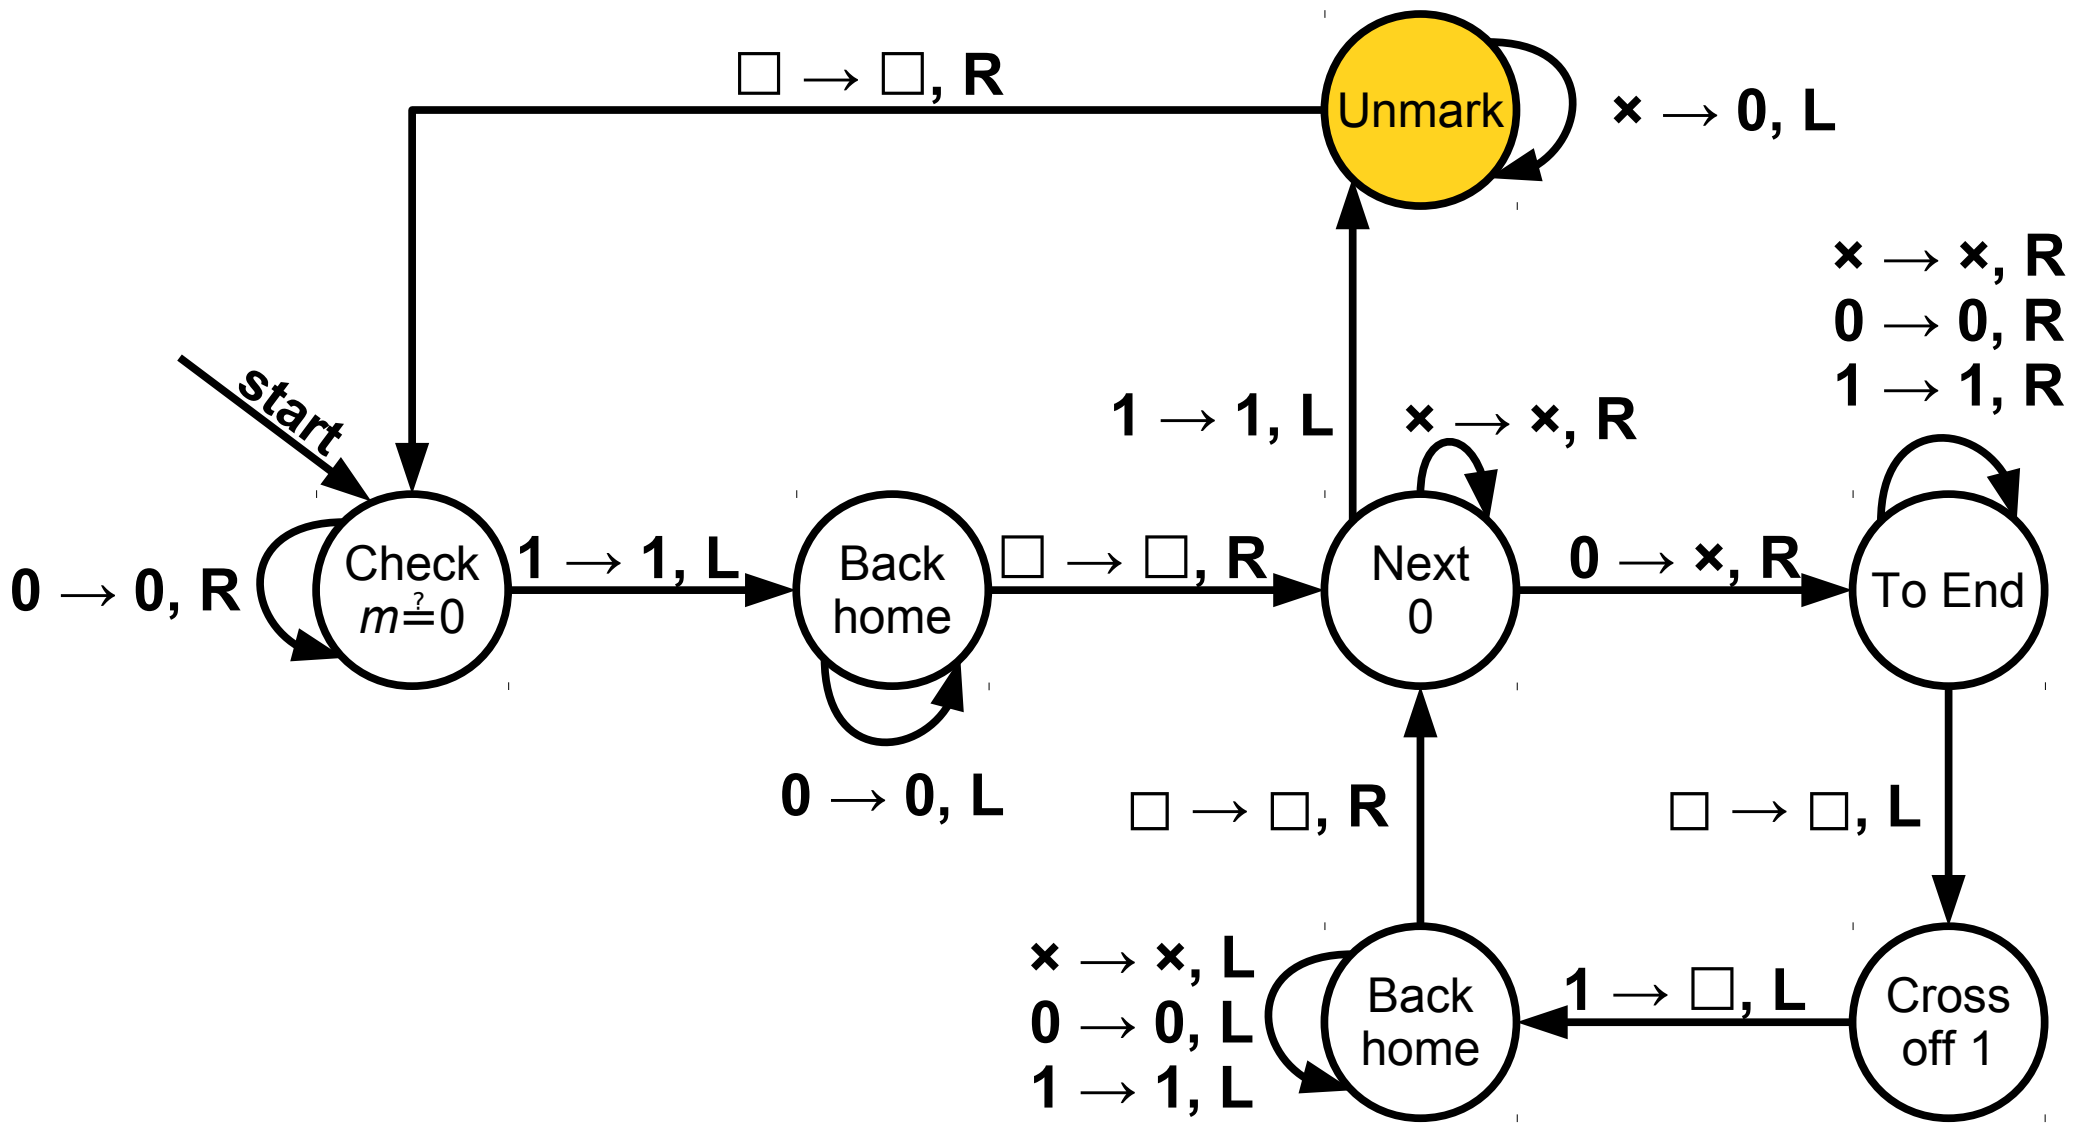 □ → □, R
Unmark
× → 0, L
× → ×, R
0 → 0, R
1 → 1, R
start
1 → 1, L
× → ×, R
0 → 0, R
Check
m≟0
1 → 1, L
Back
home
□ → □, R
Next
0
0 → ×, R
To End
0 → 0, L
□ → □, R
□ → □, L
× → ×, L
0 → 0, L
1 → 1, L
Back
home
1 → □, L
Cross
off 1